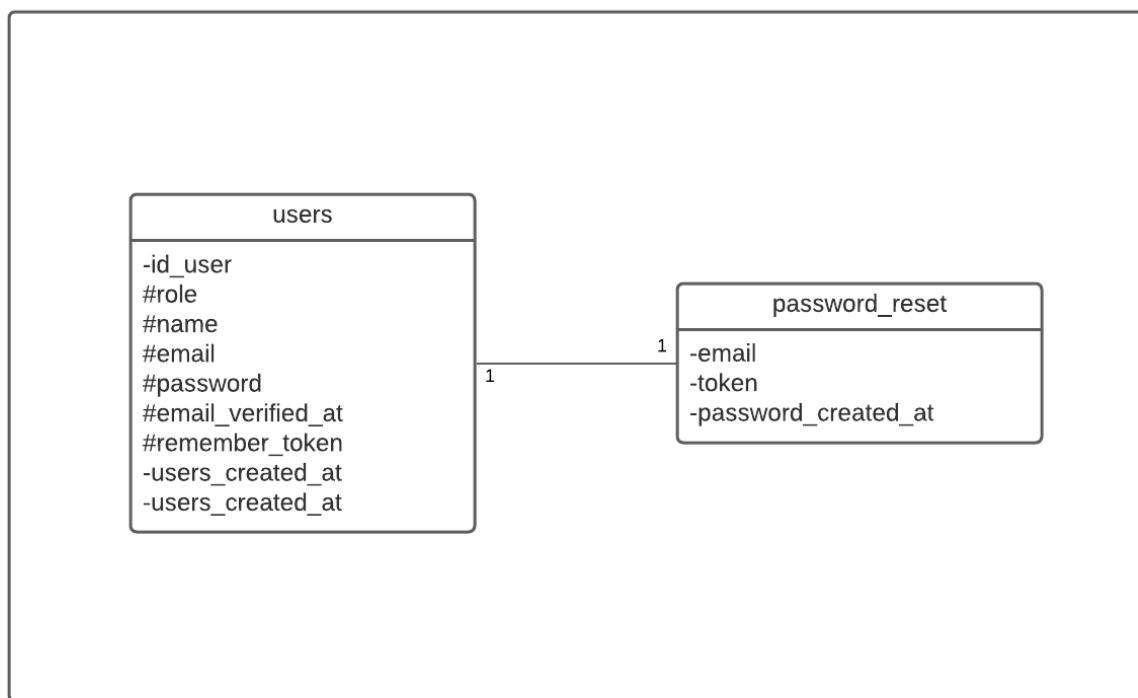 users
-id_user
#role
#name
#email
#password
#email_verified_at
#remember_token
-users_created_at
-users_created_at
1
1
password_reset
-email
-token
-password_created_at